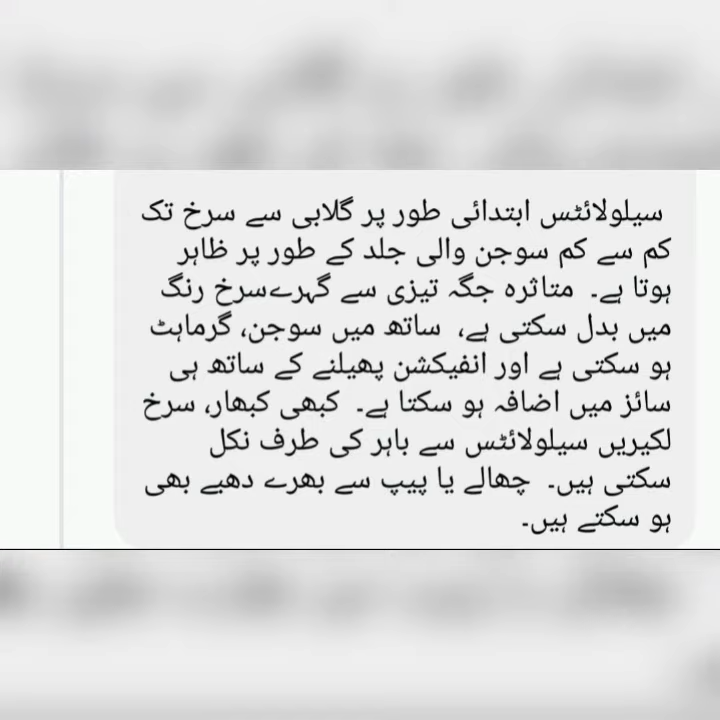 سیلولائٹس ابتدائی طور پر گلابی سے سرخ تک
کم سے کم سوجن والی جلد کے طور پر ظاہر
ہوتا ہے۔ متاثرہ جگہ تیزی سے گہرےسرخ رنگ
میں بدل سکتی ہے، ساتھ میں سوجن، گرماہٹ
ہو سکتی ہے اور انفیکشن پھیلنے کے ساتھ ہی
سائز میں اضافہ ہو سکتا ہے۔ کبھی کبھار، سرخ
لکیریں سیلولائٹس سے باہر کی طرف نکل
سکتی ہیں۔ چھالے یا پیپ سے بھرے دھبے بھی
ہو سکتے ہیں۔